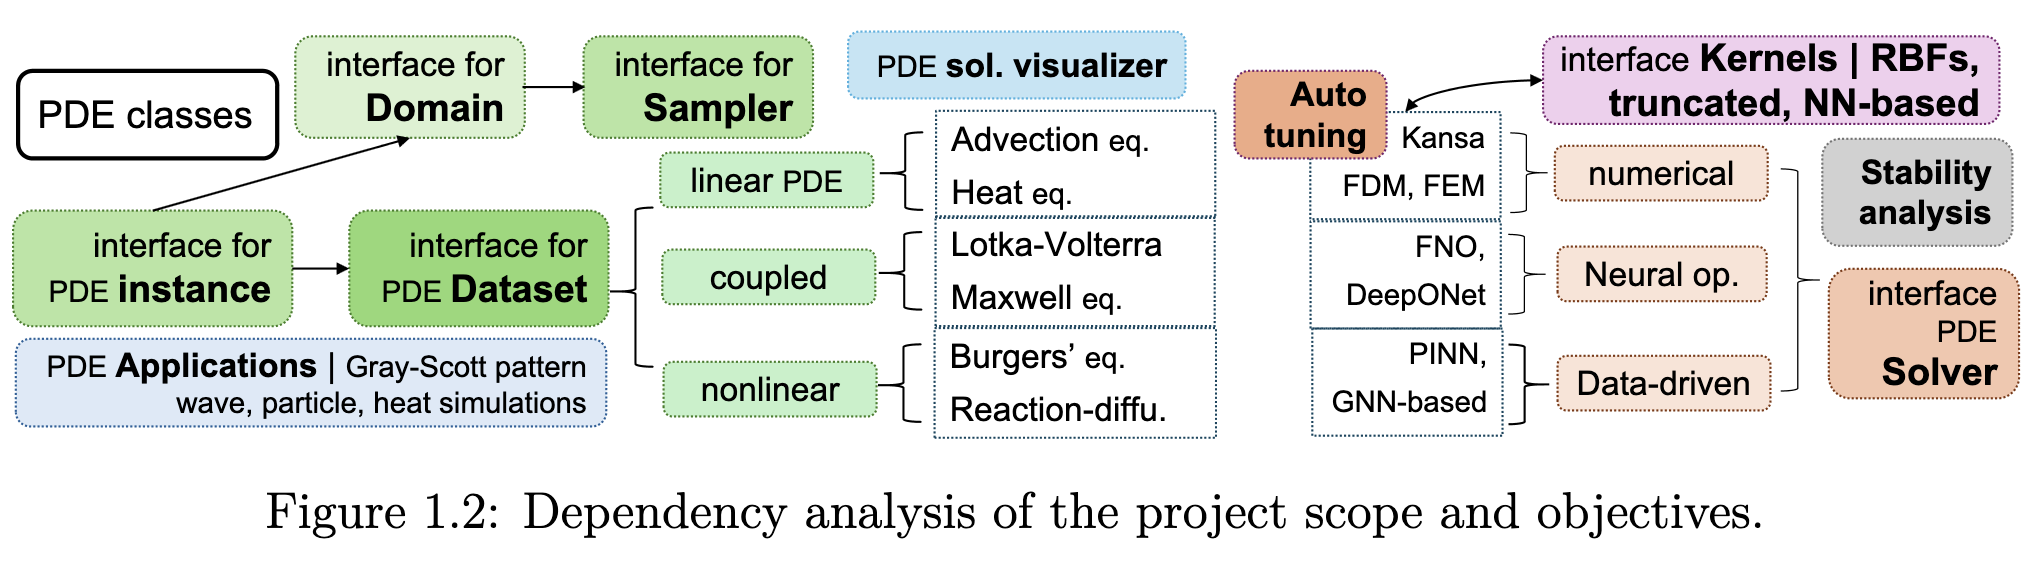 PDE classes
interface for
Domain
interface for
Sampler
PDE sol. visualizer
interface for
PDE instance
interface for
PDE Dataset
PDE Applications | Gray-Scott pattern
wave, particle, heat simulations
linear PDE
coupled
nonlinear
Advection eq.
Heat eq.
Lotka-Volterra
Maxwell eq.
Burgers’ eq.
Reaction-diffu.
Auto
tuning
Kansa
FDM, FEM
FNO,
DeepONet
PINN,
GNN-based
numerical
Neural op.
Data-driven
interface Kernels | RBFs,
truncated, NN-based
Stability
analysis
interface
PDE
Solver
Figure 1.2: Dependency analysis of the project scope and objectives.